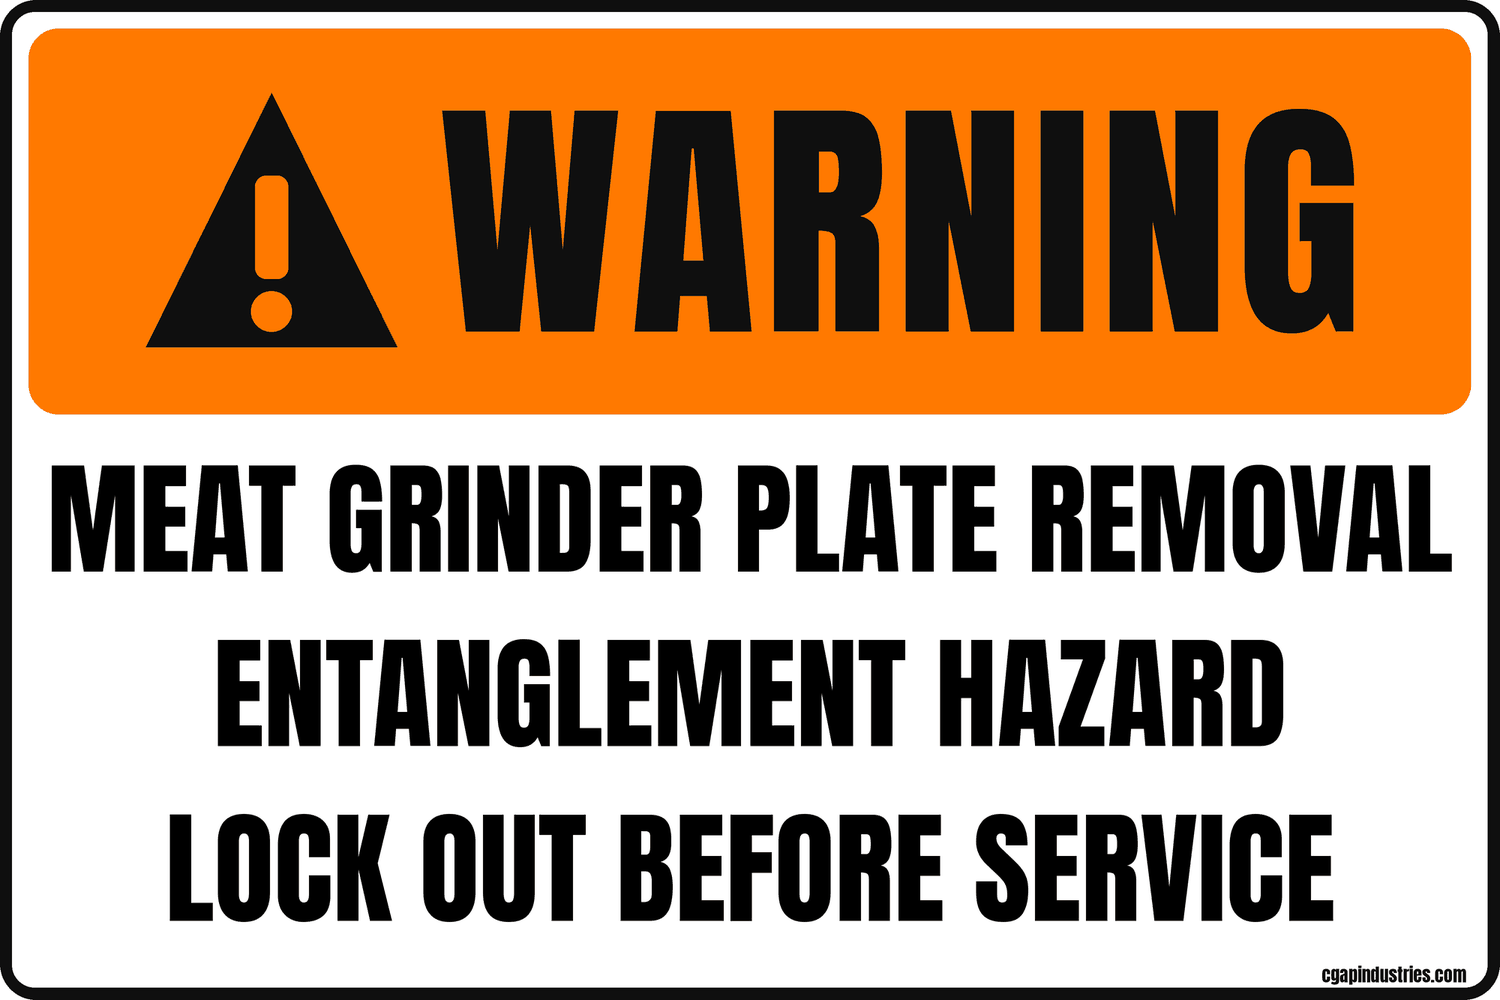 WARNING
MEAT GRINDER PLATE REMOVAL
ENTANGLEMENT HAZARD
LOCK OUT BEFORE SERVICE
cgapindustries.com